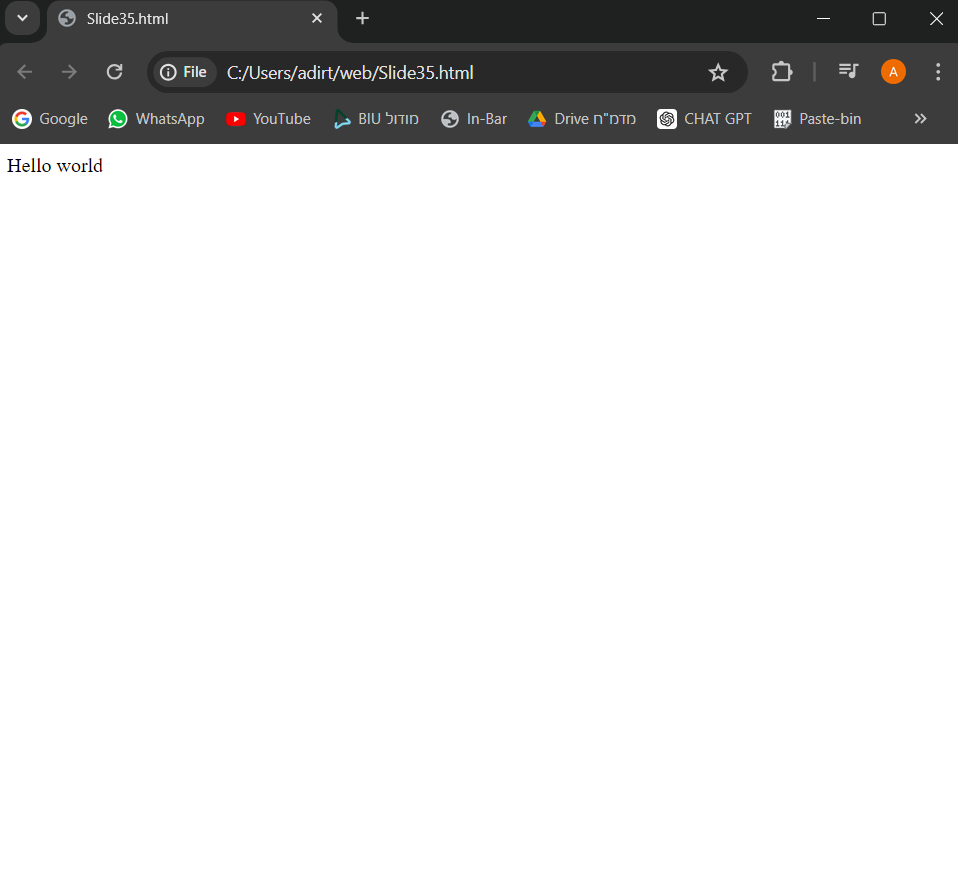 Slide35.html
File C:/Users/adirt/web/Slide35.html A
Google WhatsApp YouTube BIU מודול In-Bar Drive מדמ"ח CHAT GPT Paste-bin
Hello world